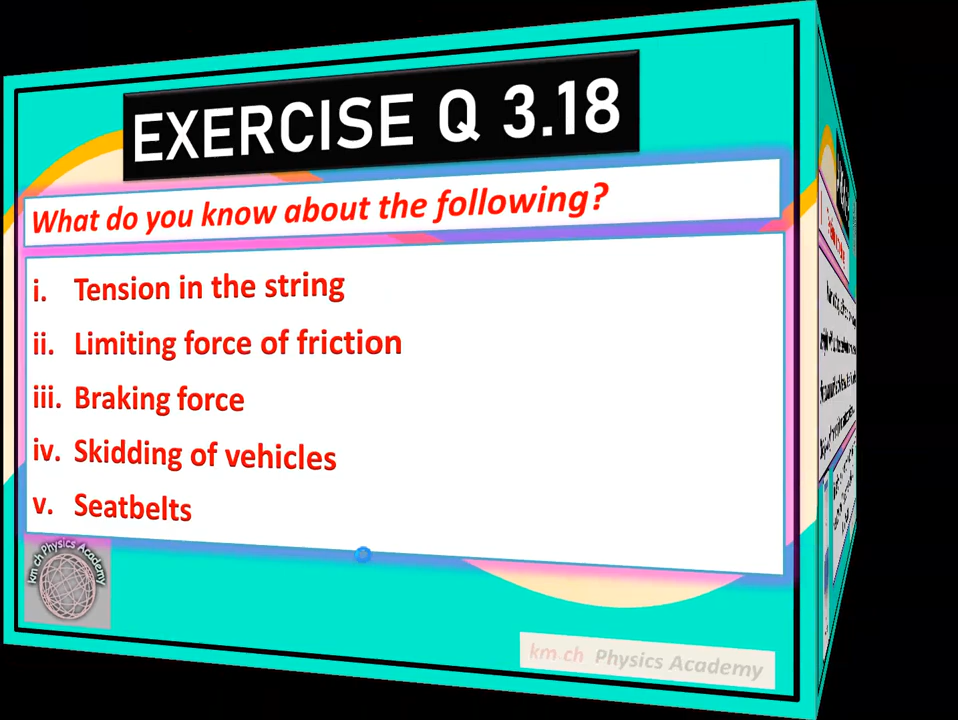 EXERCISE Q 3.18
What do you know about the following?
i. Tension in the string
ii. Limiting force of friction
iii. Braking force
iv. Skidding of vehicles
v. Seatbelts
km ch Physics Academy
km ch Physics Academy